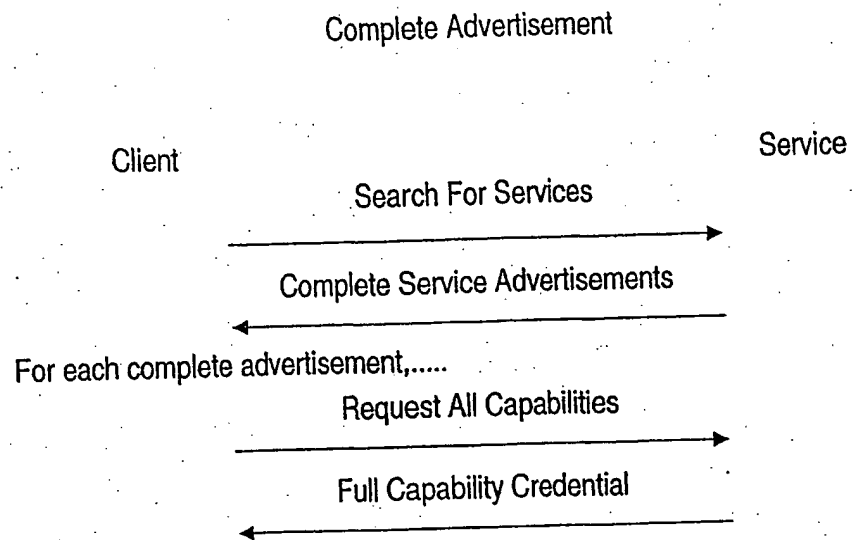 Complete Advertisement
Client
Service
Search For Services
Complete Service Advertisements
For each complete advertisement,.....
Request All Capabilities
Full Capability Credential